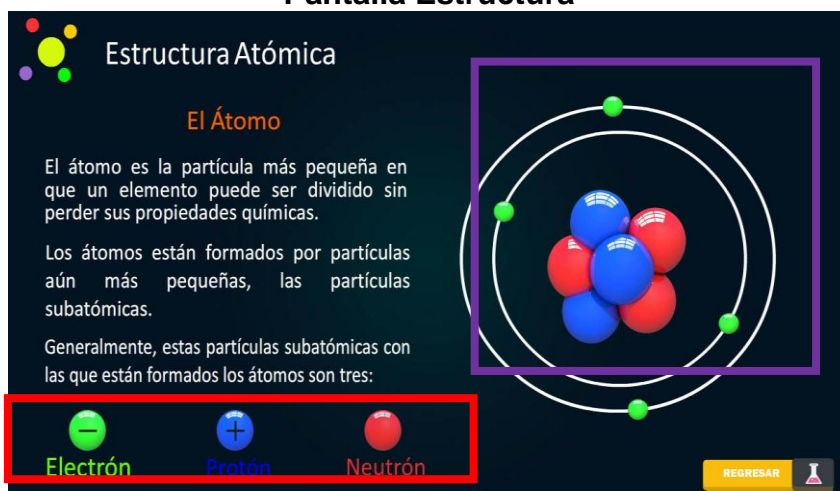 Pantalla Estructura
Estructura Atómica
El Átomo
El átomo es la partícula más pequeña en
que un elemento puede ser dividido sin
perder sus propiedades químicas.
Los átomos están formados por partículas
aún más pequeñas, las partículas
subatómicas.
Generalmente, estas partículas subatómicas con
las que están formados los átomos son tres:
− + 
Electrón Protón Neutrón
REGRESAR